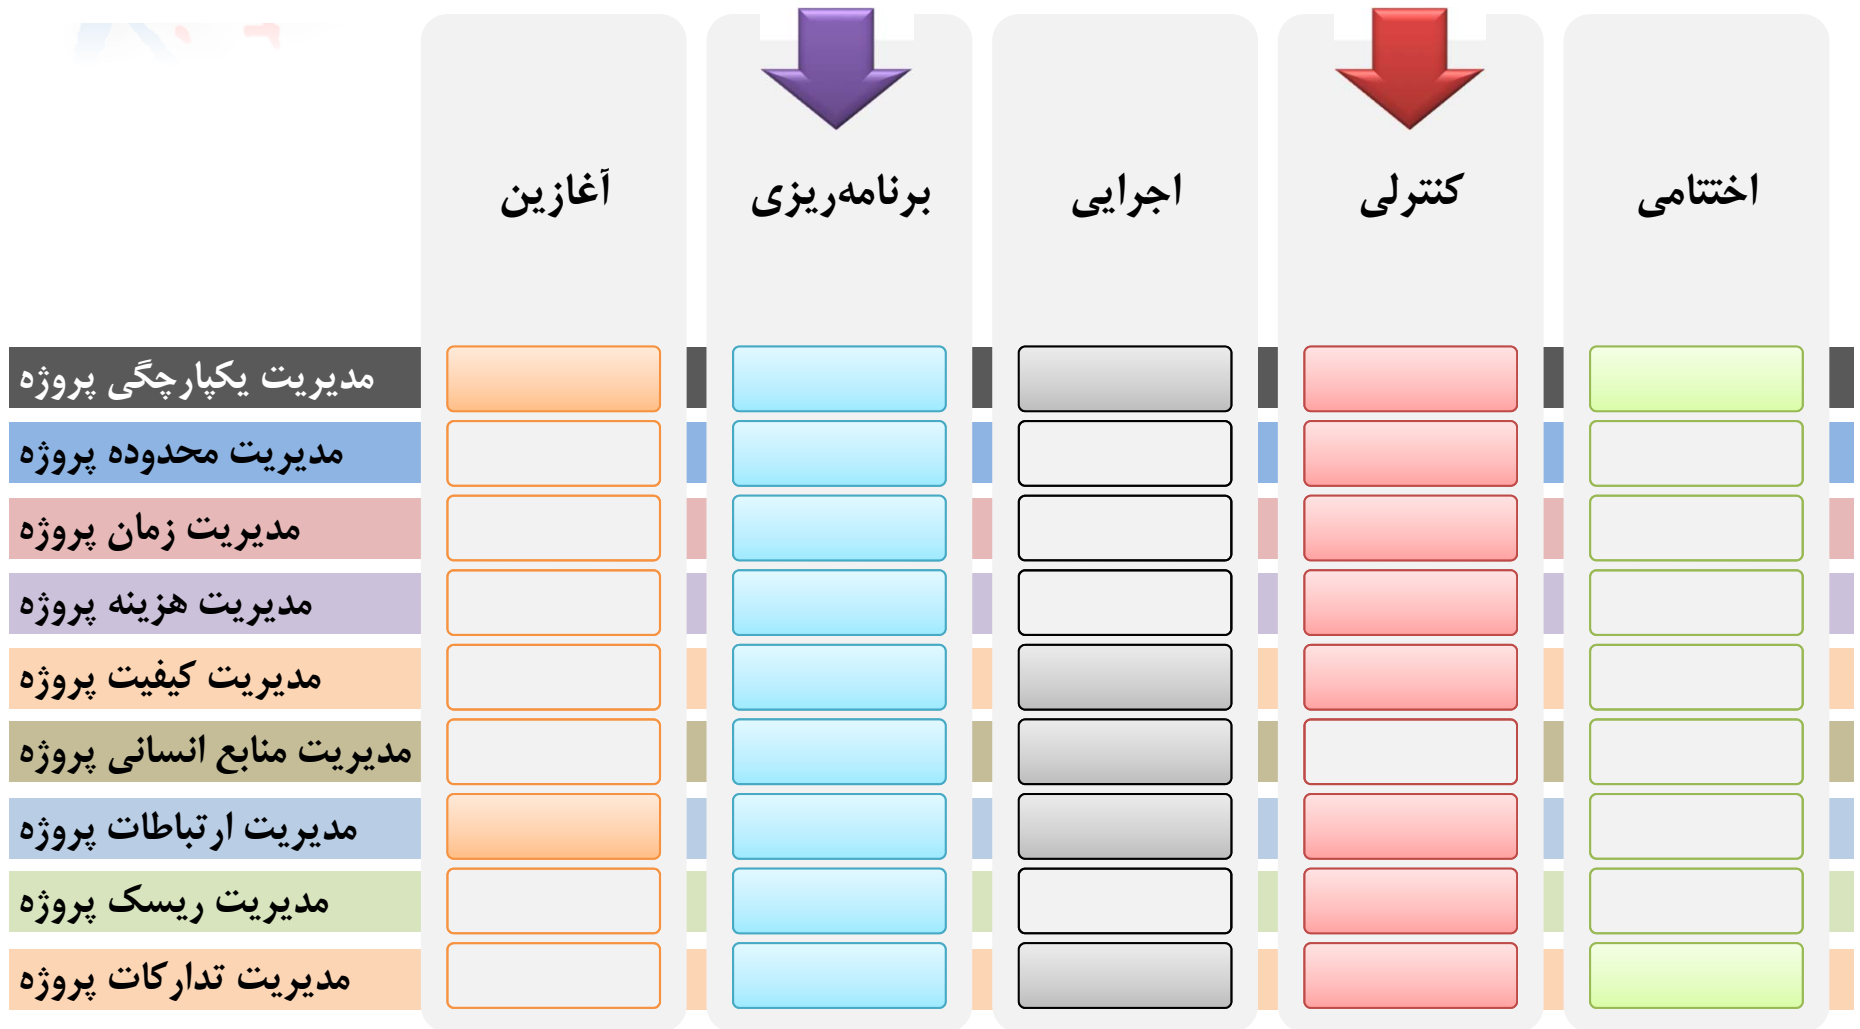 آغازین
برنامه‌ریزی
اجرایی
کنترلی
اختتامی
مدیریت یکپارچگی پروژه
مدیریت محدوده پروژه
مدیریت زمان پروژه
مدیریت هزینه پروژه
مدیریت کیفیت پروژه
مدیریت منابع انسانی پروژه
مدیریت ارتباطات پروژه
مدیریت ریسک پروژه
مدیریت تدارکات پروژه